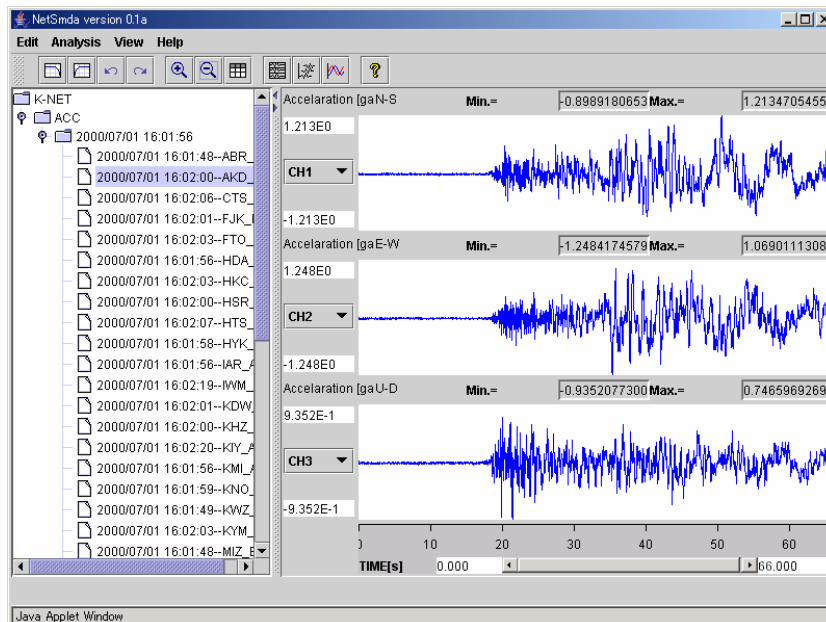 NetSmda version 0.1a
Edit Analysis View Help
K-NET
ACC
2000/07/01 16:01:56
2000/07/01 16:01:48--ABR_
2000/07/01 16:02:00--AKD_
2000/07/01 16:02:06--CTS_
2000/07/01 16:02:01--FJK_
2000/07/01 16:02:03--FTO_
2000/07/01 16:01:56--HDA_
2000/07/01 16:02:03--HKC_
2000/07/01 16:02:00--HSR_
2000/07/01 16:02:07--HTS_
2000/07/01 16:01:58--HYK_
2000/07/01 16:01:56--IAR_A
2000/07/01 16:02:19--IWM_
2000/07/01 16:02:01--KDW_
2000/07/01 16:02:00--KHZ_
2000/07/01 16:02:20--KIY_A
2000/07/01 16:01:56--KMI_A
2000/07/01 16:01:59--KNO_
2000/07/01 16:01:49--KWZ_
2000/07/01 16:02:03--KYM_
2000/07/01 16:01:48--MIZ_E
Accelaration [gaN-S Min.= -0.8989180653 Max.= 1.2134705455
1.213E0
CH1
-1.213E0
Accelaration [gaE-W Min.= -1.2484174579 Max.= 1.0690111308
1.248E0
CH2
-1.248E0
Accelaration [gaU-D Min.= -0.9352077300 Max.= 0.7465969269
9.352E-1
CH3
-9.352E-1
10 20 30 40 50 60
TIME[s] 0.000 66.000
Java Applet Window